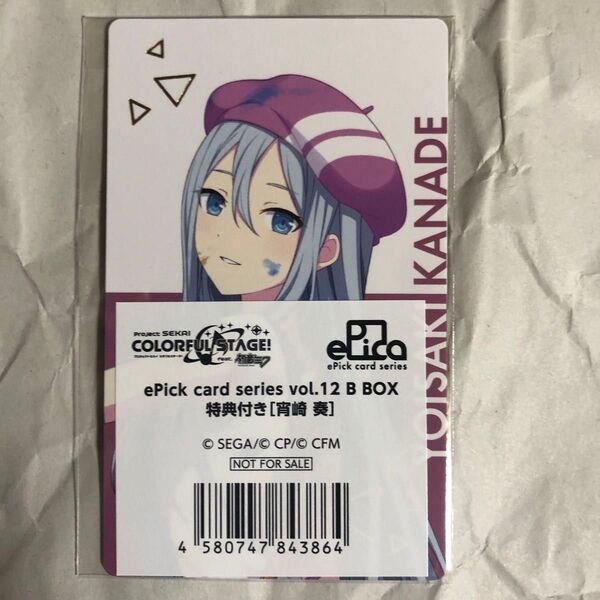 YOISAKI KANADE
Project SEKAI
COLORFUL STAGE!
feat. 初音ミク
ePica
ePick card series
ePick card series vol.12 B BOX
特典付き[宵崎 奏]
© SEGA/© CP/© CFM
NOT FOR SALE
4 580747 843864